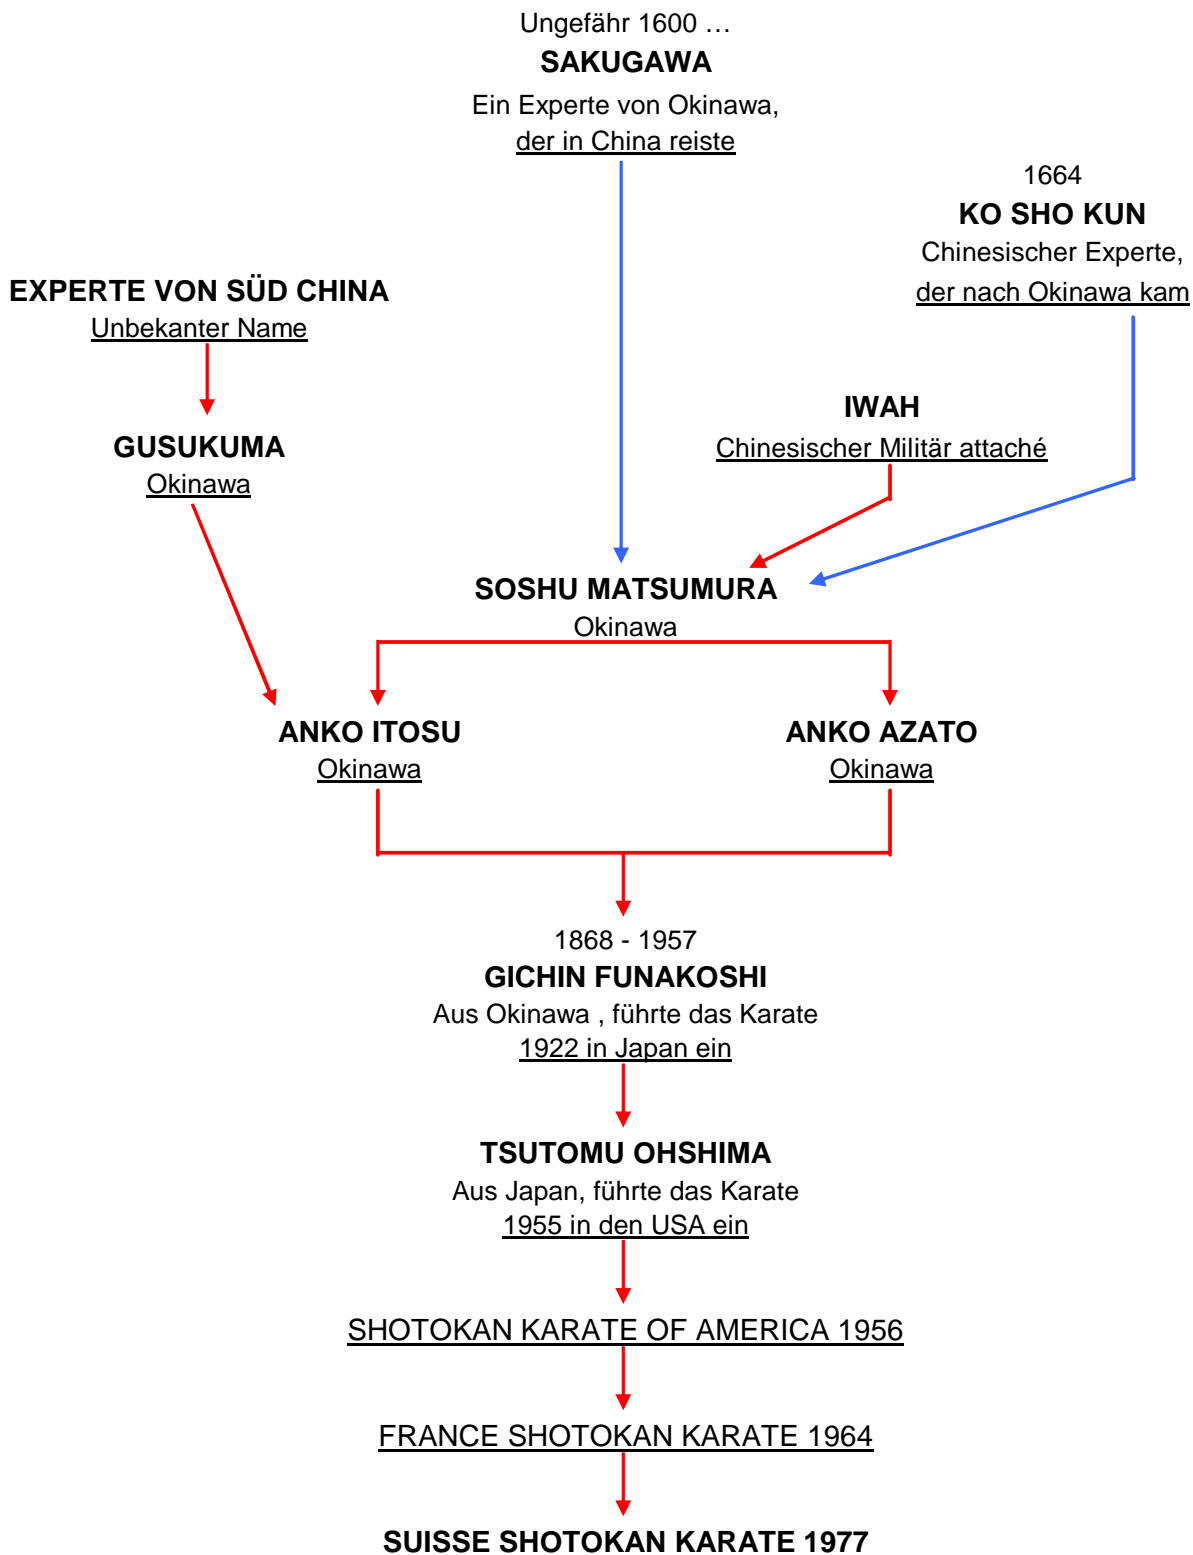 Ungefähr 1600 …
SAKUGAWA
Ein Experte von Okinawa,
der in China reiste
1664
KO SHO KUN
Chinesischer Experte,
der nach Okinawa kam
EXPERTE VON SÜD CHINA
Unbekanter Name
IWAH
Chinesischer Militär attaché
GUSUKUMA
Okinawa
SOSHU MATSUMURA
Okinawa
ANKO ITOSU
Okinawa
ANKO AZATO
Okinawa
1868 - 1957
GICHIN FUNAKOSHI
Aus Okinawa , führte das Karate
1922 in Japan ein
TSUTOMU OHSHIMA
Aus Japan, führte das Karate
1955 in den USA ein
SHOTOKAN KARATE OF AMERICA 1956
FRANCE SHOTOKAN KARATE 1964
SUISSE SHOTOKAN KARATE 1977